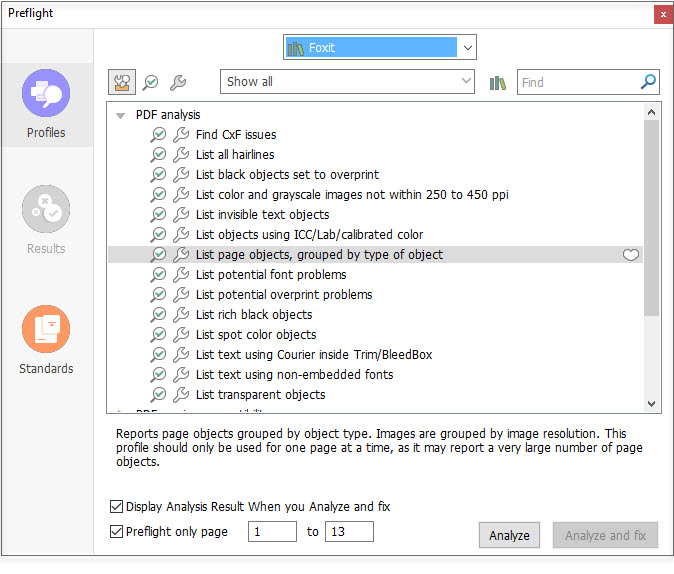 Preflight
Foxit
Show all
Find
Profiles
Results
Standards
PDF analysis
Find CxF issues
List all hairlines
List black objects set to overprint
List color and grayscale images not within 250 to 450 ppi
List invisible text objects
List objects using ICC/Lab/calibrated color
List page objects, grouped by type of object
List potential font problems
List potential overprint problems
List rich black objects
List spot color objects
List text using Courier inside Trim/BleedBox
List text using non-embedded fonts
List transparent objects
Reports page objects grouped by object type. Images are grouped by image resolution. This
profile should only be used for one page at a time, as it may report a very large number of page
objects.
Display Analysis Result When you Analyze and fix
Preflight only page 1 to 13
Analyze
Analyze and fix